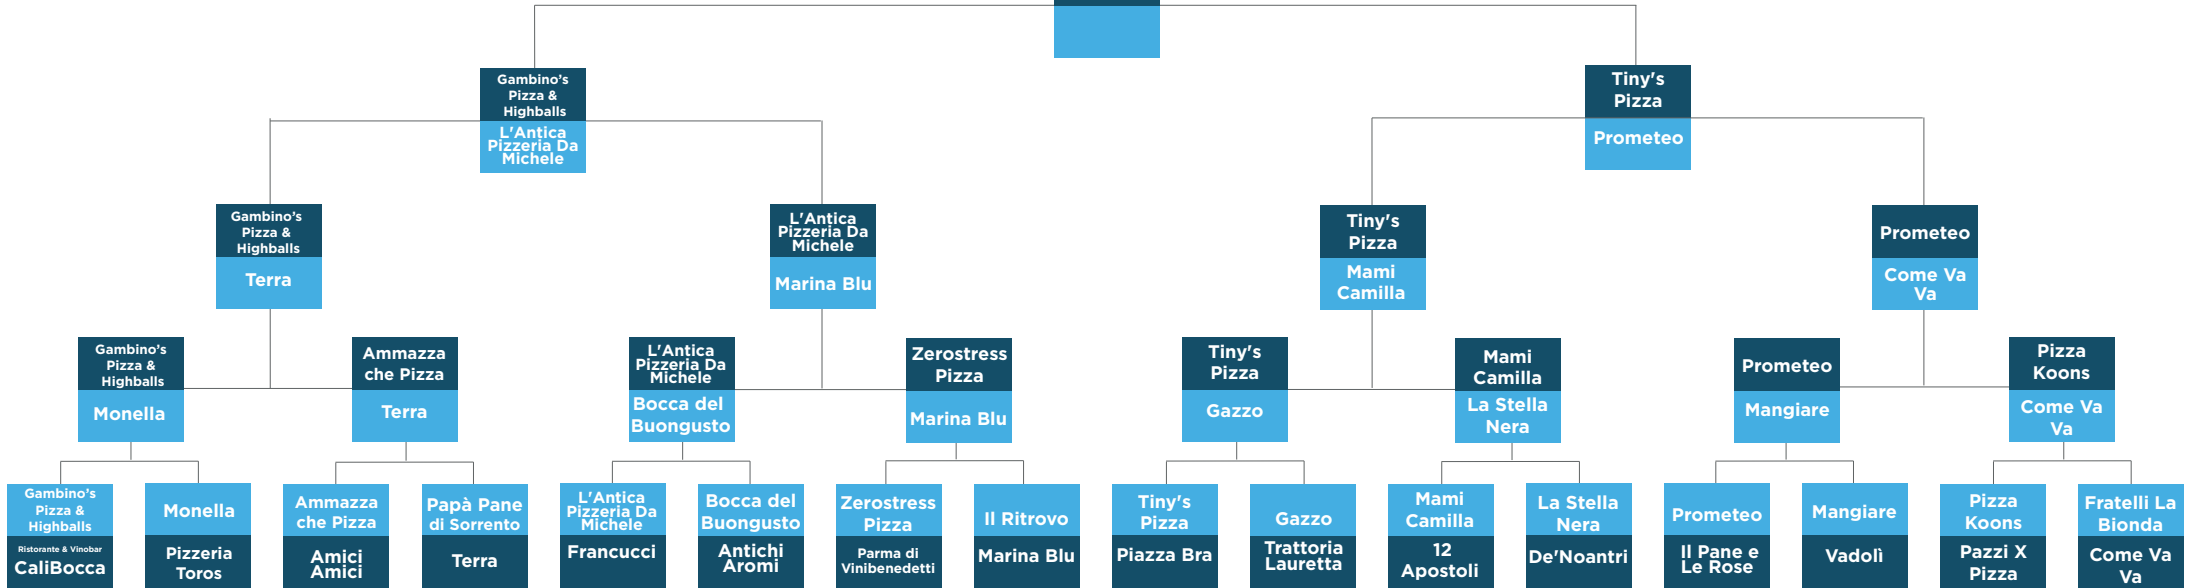 Gambino's
Pizza &
Highballs
L'Antica
Pizzeria Da
Michele
Tiny's
Pizza
Prometeo
Gambino's
Pizza &
Highballs
Terra
L'Antica
Pizzeria Da
Michele
Marina Blu
Tiny's
Pizza
Mami
Camilla
Prometeo
Come Va
Va
Gambino's
Pizza &
Highballs
Monella
Ammazza
che Pizza
Terra
L'Antica
Pizzeria Da
Michele
Bocca del
Buongusto
Zerostress
Pizza
Marina Blu
Tiny's
Pizza
Gazzo
Mami
Camilla
La Stella
Nera
Prometeo
Mangiare
Pizza
Koons
Come Va
Va
Gambino's
Pizza &
Highballs
Ristorante & Vinobar
CaliBocca
Monella
Pizzeria
Toros
Ammazza
che Pizza
Amici
Amici
Papà Pane
di Sorrento
Terra
L'Antica
Pizzeria Da
Michele
Francucci
Bocca del
Buongusto
Antichi
Aromi
Zerostress
Pizza
Parma di
Vinibenedetti
Il Ritrovo
Marina Blu
Tiny's
Pizza
Piazza Bra
Gazzo
Trattoria
Lauretta
Mami
Camilla
12
Apostoli
La Stella
Nera
De'Noantri
Prometeo
Il Pane e
Le Rose
Mangiare
Vadolì
Pizza
Koons
Pazzi X
Pizza
Fratelli La
Bionda
Come Va
Va